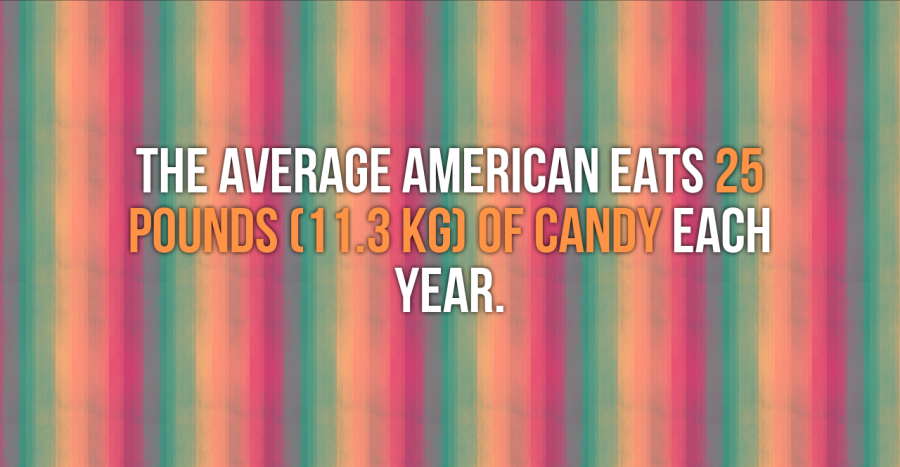 THE AVERAGE AMERICAN EATS 25
POUNDS (11.3 KG) OF CANDY EACH
YEAR.